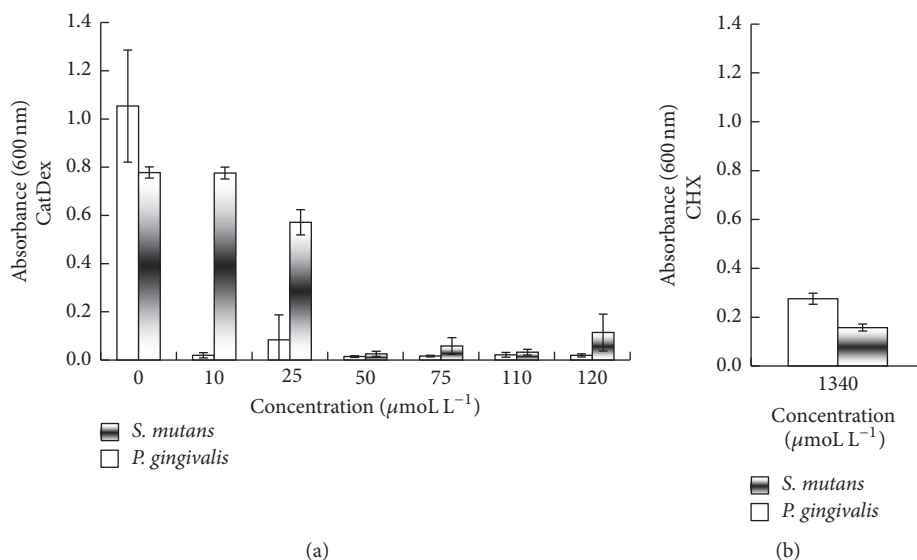 Absorbance (600 nm)
CatDex
1.4
1.2
1.0
0.8
0.6
0.4
0.2
0.0
0 10 25 50 75 110 120
Concentration (μmoL L−1)
S. mutans
P. gingivalis
(a)
Absorbance (600 nm)
CHX
1.4
1.2
1.0
0.8
0.6
0.4
0.2
0.0
1340
Concentration
(μmoL L−1)
S. mutans
P. gingivalis
(b)